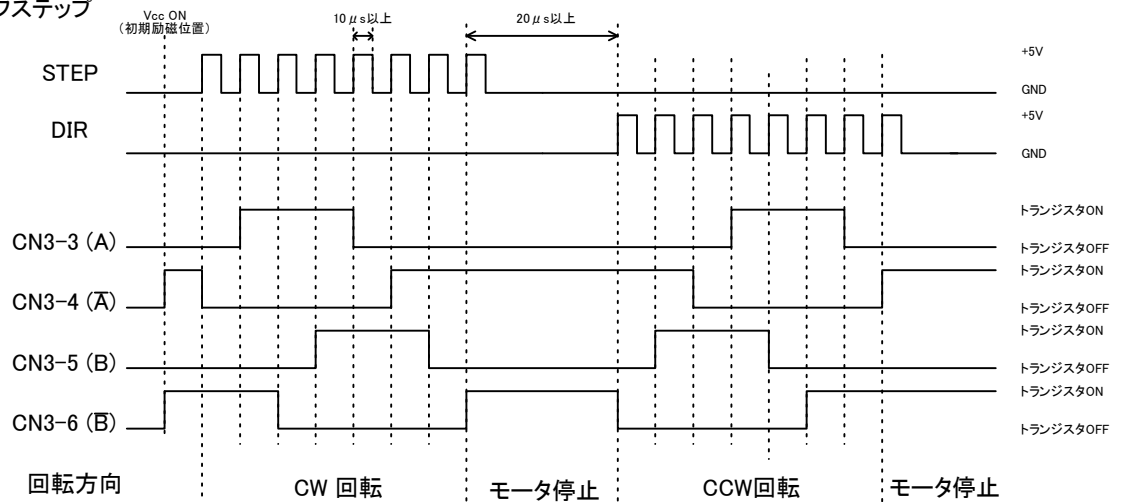 フステップ
Vcc ON
(初期励磁位置)
10μs以上
20μs以上
STEP
+5V
GND
DIR
+5V
GND
CN3-3 (A)
トランジスタON
トランジスタOFF
CN3-4 (A̅)
トランジスタON
トランジスタOFF
CN3-5 (B)
トランジスタON
トランジスタOFF
CN3-6 (B̅)
トランジスタON
トランジスタOFF
回転方向
CW 回転
モータ停止
CCW回転
モータ停止